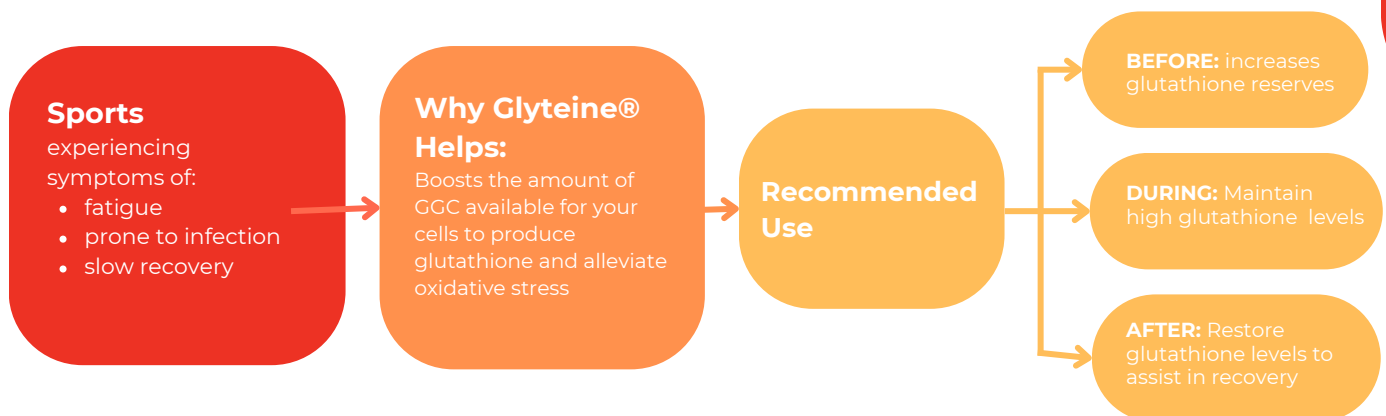 Sports
experiencing
symptoms of:
• fatigue
• prone to infection
• slow recovery
Why Glyteine®
Helps:
Boosts the amount of
GGC available for your
cells to produce
glutathione and alleviate
oxidative stress
Recommended
Use
BEFORE: increases
glutathione reserves
DURING: Maintain
high glutathione levels
AFTER: Restore
glutathione levels to
assist in recovery